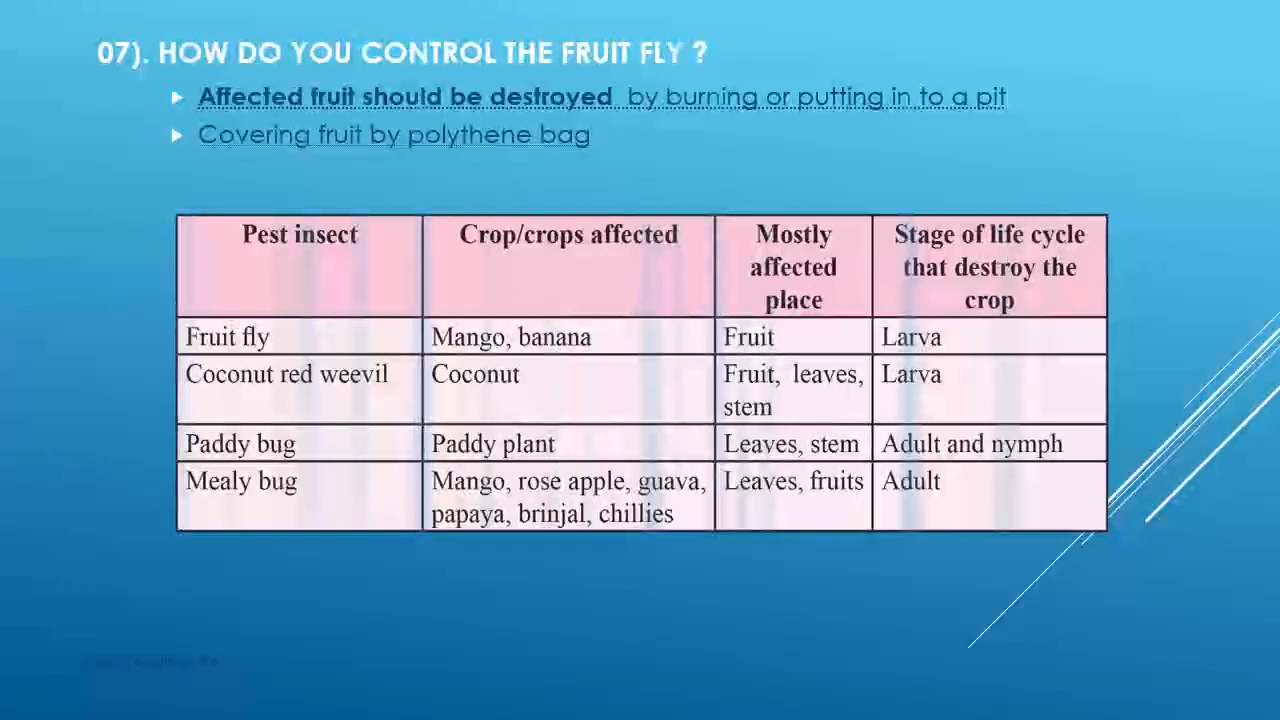 07). HOW DO YOU CONTROL THE FRUIT FLY ?
Affected fruit should be destroyed by burning or putting in to a pit
Covering fruit by polythene bag
Pest insect Crop/crops affected Mostly affected place Stage of life cycle that destroy the crop
Fruit fly Mango, banana Fruit Larva
Coconut red weevil Coconut Fruit, leaves, stem Larva
Paddy bug Paddy plant Leaves, stem Adult and nymph
Mealy bug Mango, rose apple, guava, papaya, brinjal, chillies Leaves, fruits Adult